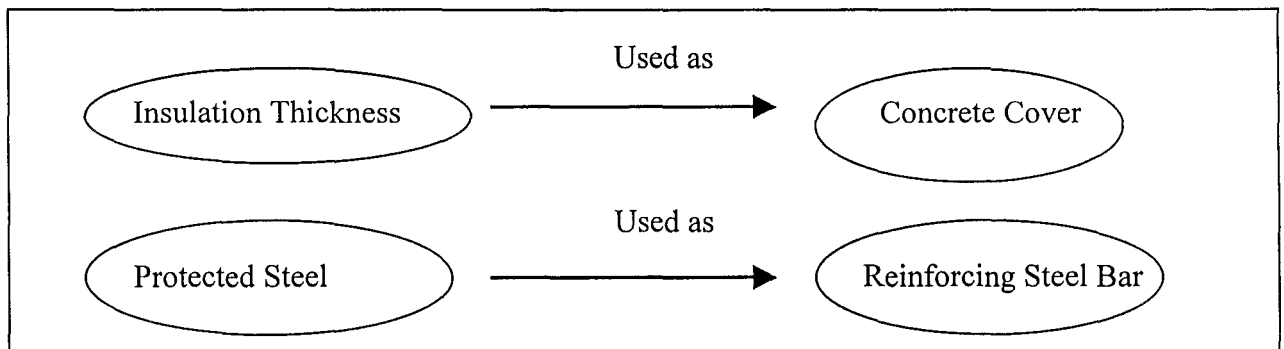 Used as
Insulation Thickness
Concrete Cover
Used as
Protected Steel
Reinforcing Steel Bar